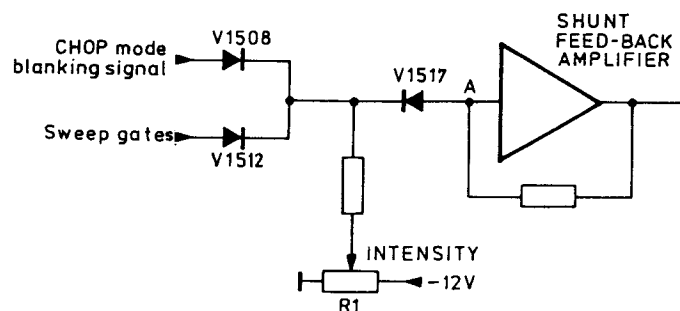 CHOP mode
blanking signal
V1508
Sweep gates
V1512
V1517
A
SHUNT
FEED-BACK
AMPLIFIER
INTENSITY
-12V
R1